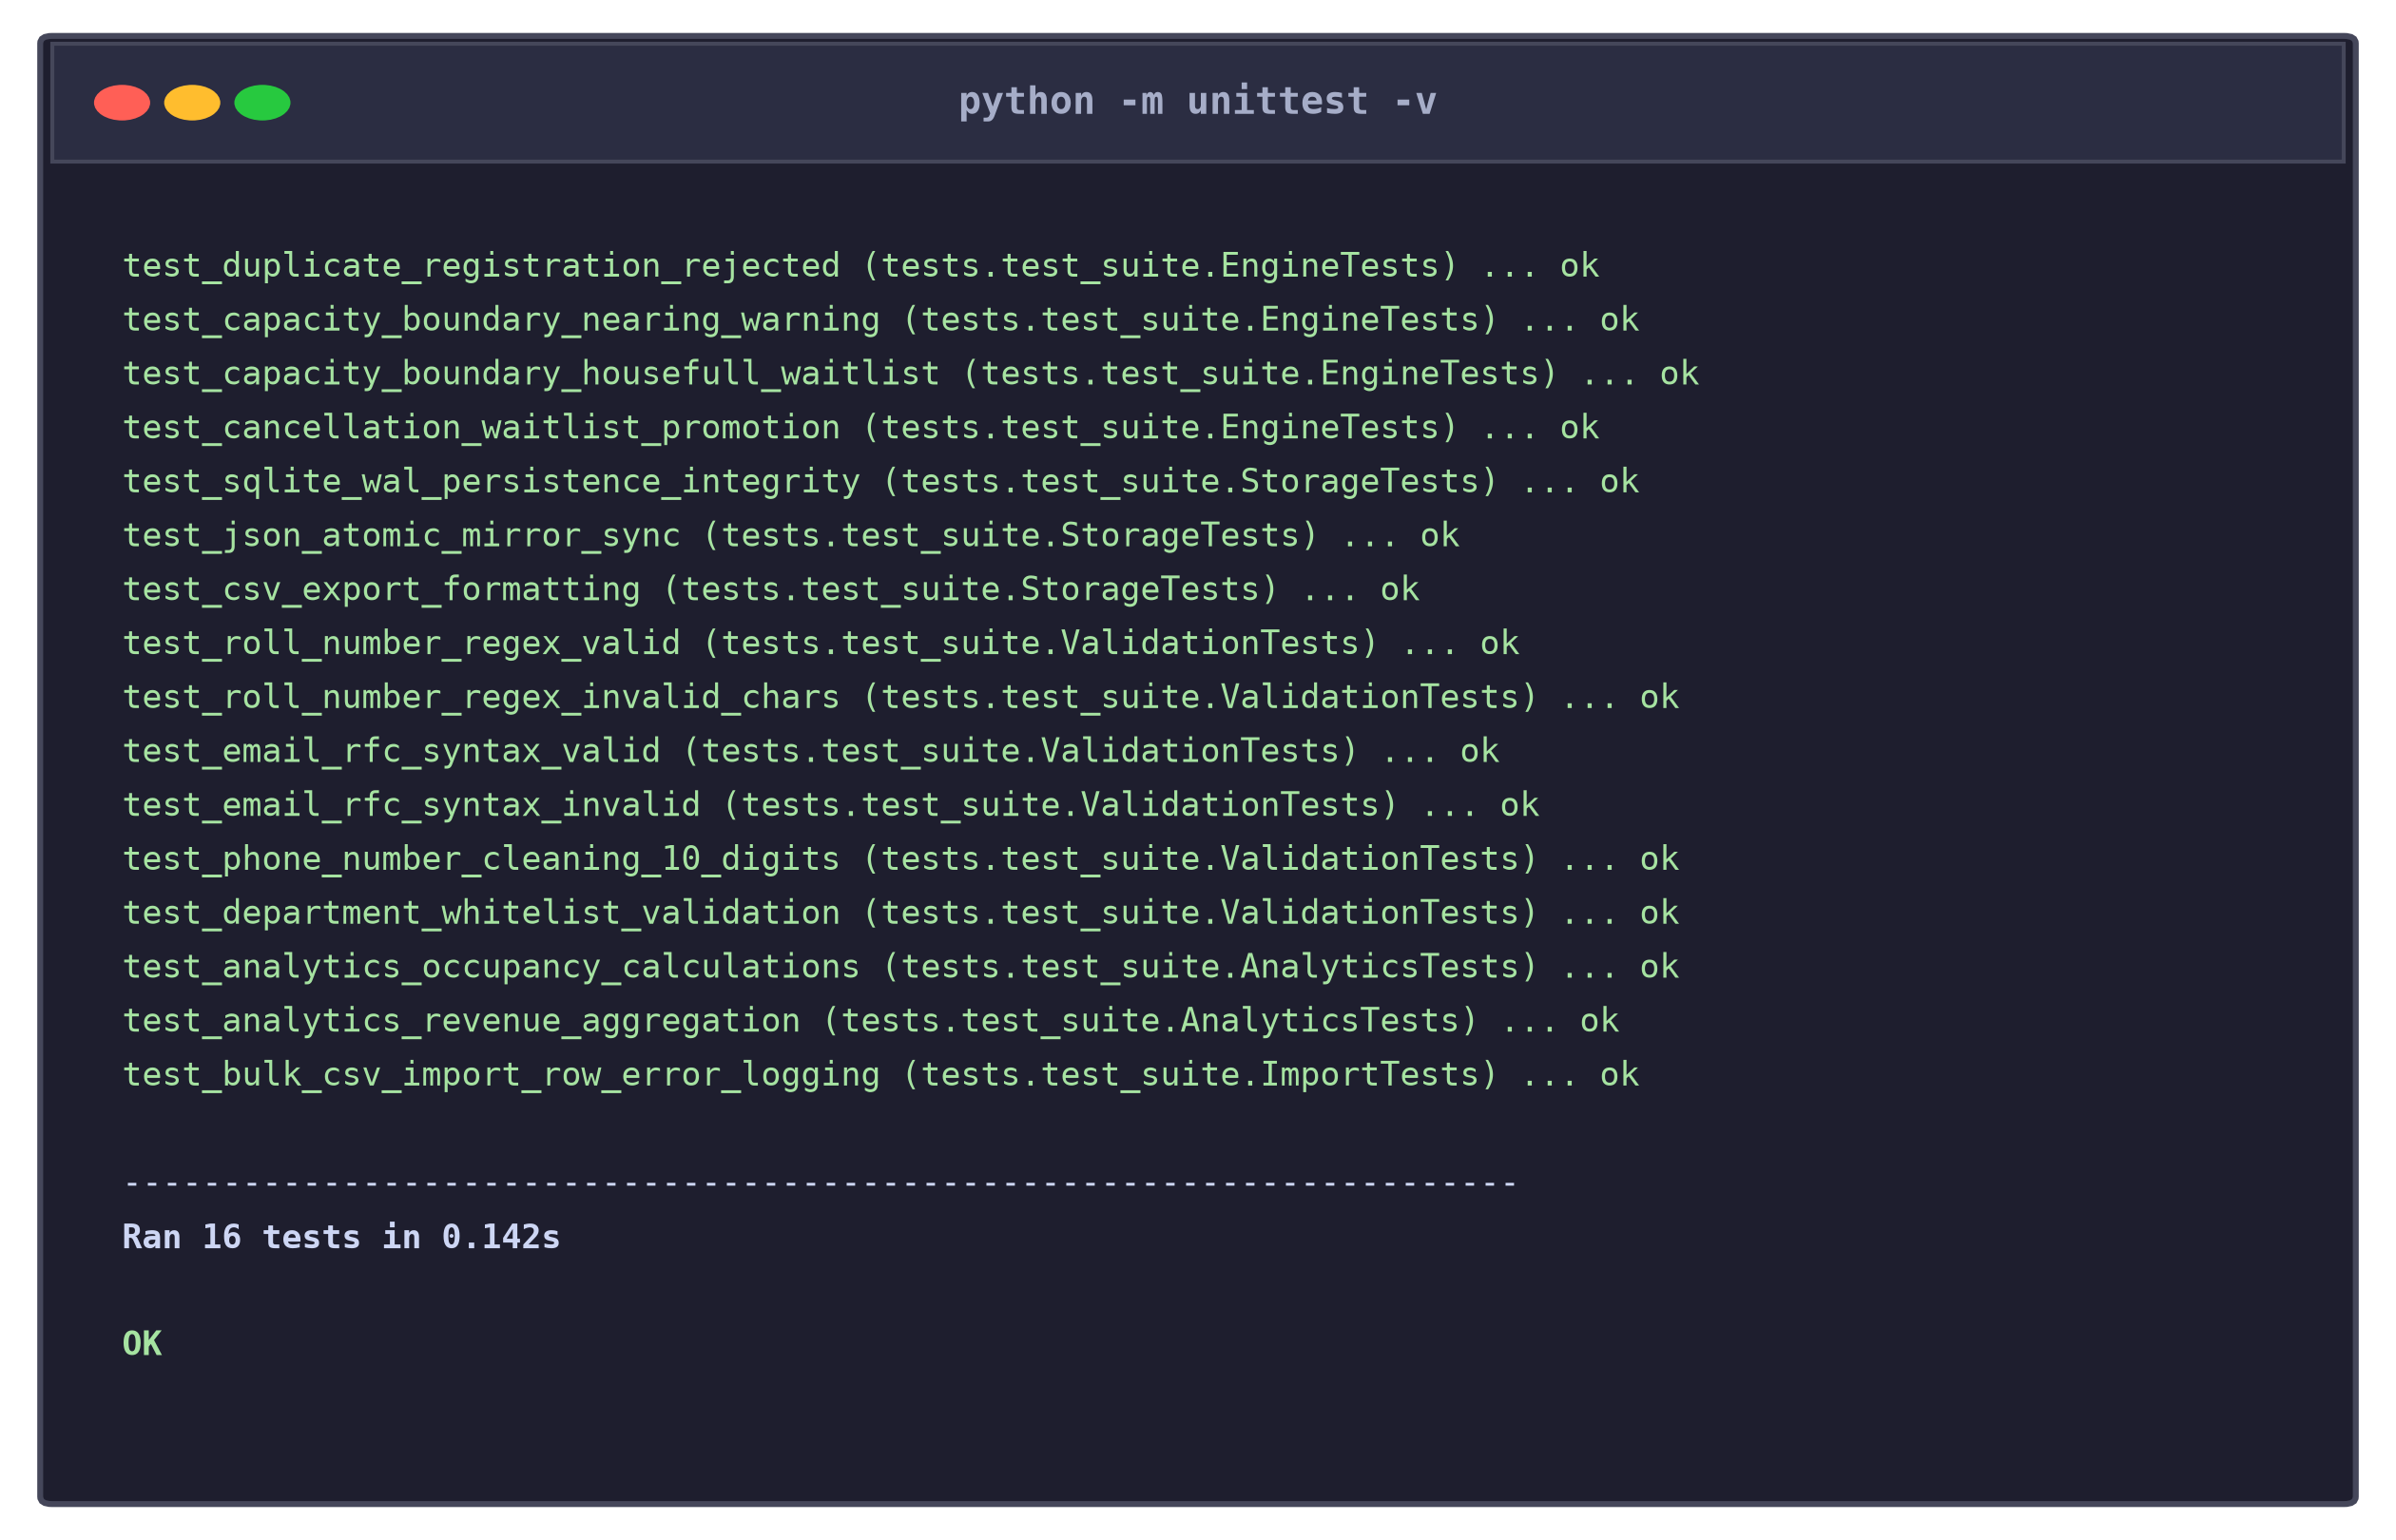 python -m unittest -v
test_duplicate_registration_rejected (tests.test_suite.EngineTests) ... ok
test_capacity_boundary_nearing_warning (tests.test_suite.EngineTests) ... ok
test_capacity_boundary_housefull_waitlist (tests.test_suite.EngineTests) ... ok
test_cancellation_waitlist_promotion (tests.test_suite.EngineTests) ... ok
test_sqlite_wal_persistence_integrity (tests.test_suite.StorageTests) ... ok
test_json_atomic_mirror_sync (tests.test_suite.StorageTests) ... ok
test_csv_export_formatting (tests.test_suite.StorageTests) ... ok
test_roll_number_regex_valid (tests.test_suite.ValidationTests) ... ok
test_roll_number_regex_invalid_chars (tests.test_suite.ValidationTests) ... ok
test_email_rfc_syntax_valid (tests.test_suite.ValidationTests) ... ok
test_email_rfc_syntax_invalid (tests.test_suite.ValidationTests) ... ok
test_phone_number_cleaning_10_digits (tests.test_suite.ValidationTests) ... ok
test_department_whitelist_validation (tests.test_suite.ValidationTests) ... ok
test_analytics_occupancy_calculations (tests.test_suite.AnalyticsTests) ... ok
test_analytics_revenue_aggregation (tests.test_suite.AnalyticsTests) ... ok
test_bulk_csv_import_row_error_logging (tests.test_suite.ImportTests) ... ok
----------------------------------------------------------------------
Ran 16 tests in 0.142s
OK